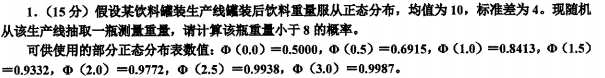 1.（15 分）假设某饮料罐装生产线罐装后饮料重量服从正态分布，均值为 10，标准差为 4。现随机
从该生产线抽取一瓶测量重量，请计算该瓶重量小于 8 的概率。
可供使用的部分正态分布表数值：Φ（0.0）=0.5000，Φ（0.5）=0.6915，Φ（1.0）=0.8413，Φ（1.5）
=0.9332，Φ（2.0）=0.9772，Φ（2.5）=0.9938，Φ（3.0）=0.9987。